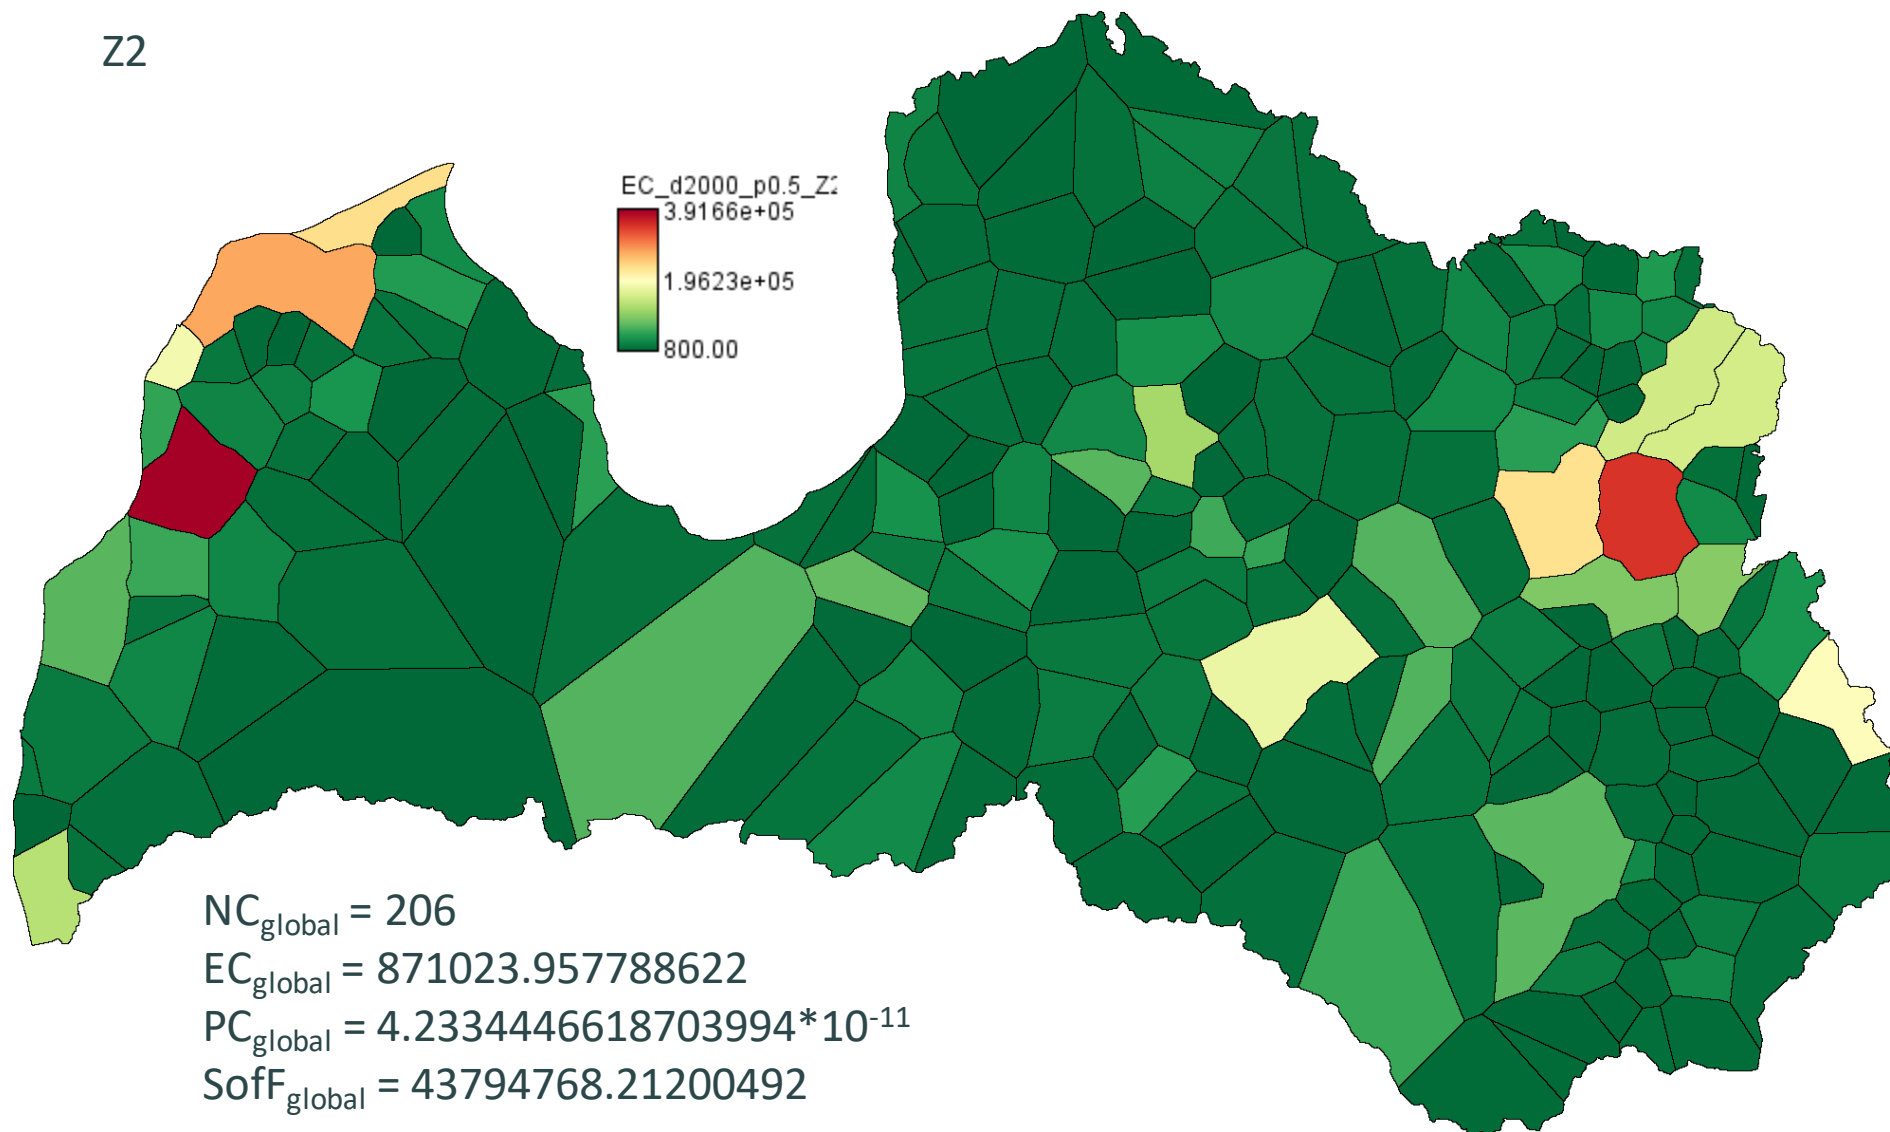 Z2
EC_d2000_p0.5_Z2
3.9166e+05
1.9623e+05
800.00
NCglobal = 206
ECglobal = 871023.957788622
PCglobal = 4.2334446618703994*10-11
SofFglobal = 43794768.21200492